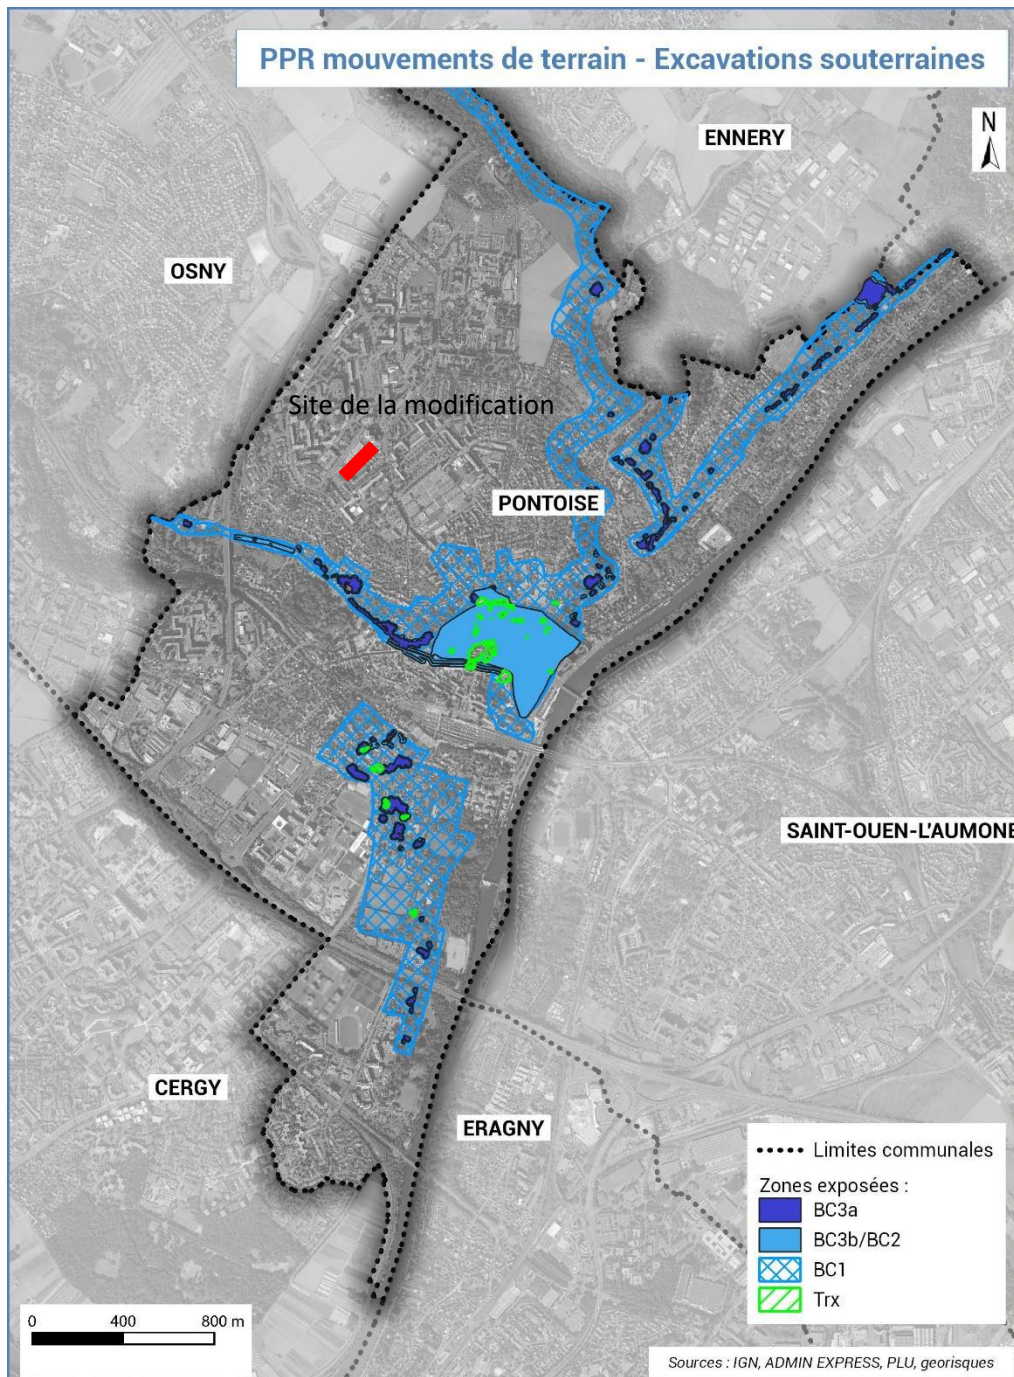 PPR mouvements de terrain - Excavations souterraines
N
ENNERY
OSNY
Site de la modification
PONTOISE
SAINT-OUEN-L'AUMONE
CERGY
ERAGNY
Limites communales
Zones exposées :
BC3a
BC3b/BC2
BC1
Trx
0 400 800 m
Sources : IGN, ADMIN EXPRESS, PLU, georisques